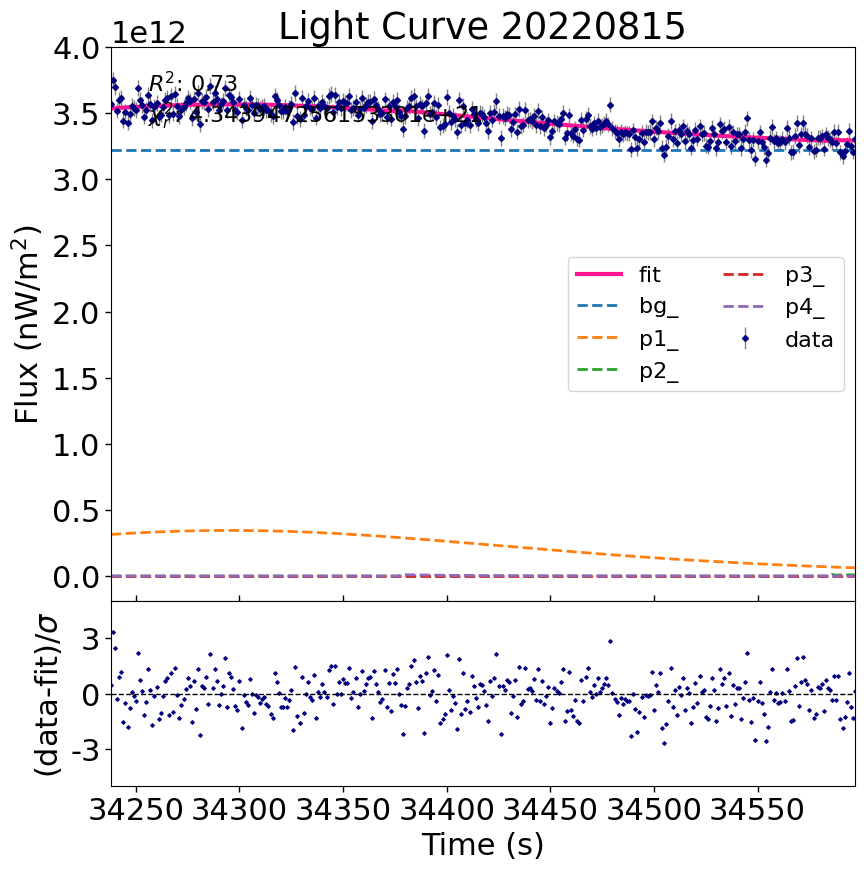 Light Curve 20220815
1e12
4.0
3.5
3.0
2.5
2.0
1.5
1.0
0.5
0.0
Flux (nW/m²)
R²: 0.73
fit
bg_
p1_
p2_
p3_
p4_
data
3
0
-3
(data-fit)/σ
34250 34300 34350 34400 34450 34500 34550
Time (s)